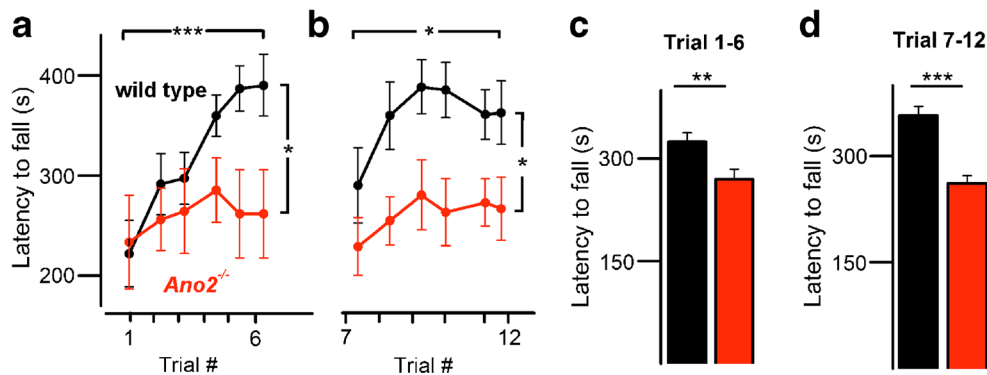 a
***
Latency to fall (s)
400
300
200
wild type
*
Ano2-/-
1 6
Trial #
b
*
*
7 12
Trial #
c
Trial 1-6
**
Latency to fall (s)
300
150
d
Trial 7-12
***
Latency to fall (s)
300
150